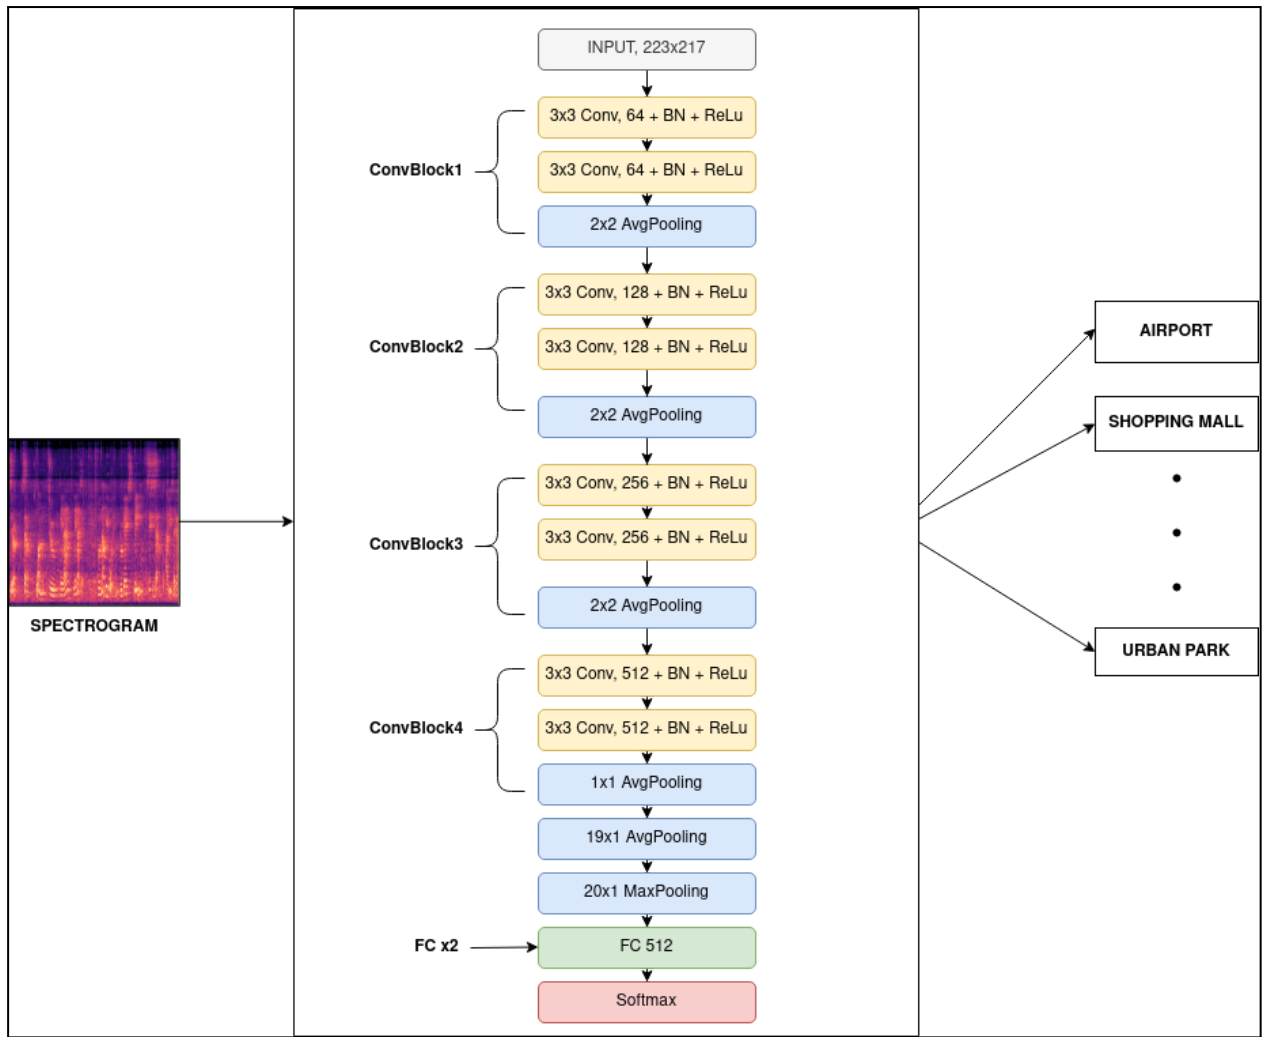 INPUT, 223x217
3x3 Conv, 64 + BN + ReLu
ConvBlock1
3x3 Conv, 64 + BN + ReLu
2x2 AvgPooling
3x3 Conv, 128 + BN + ReLu
ConvBlock2
3x3 Conv, 128 + BN + ReLu
2x2 AvgPooling
3x3 Conv, 256 + BN + ReLu
ConvBlock3
3x3 Conv, 256 + BN + ReLu
2x2 AvgPooling
3x3 Conv, 512 + BN + ReLu
ConvBlock4
3x3 Conv, 512 + BN + ReLu
1x1 AvgPooling
19x1 AvgPooling
20x1 MaxPooling
FC x2
FC 512
Softmax
SPECTROGRAM
AIRPORT
SHOPPING MALL
URBAN PARK